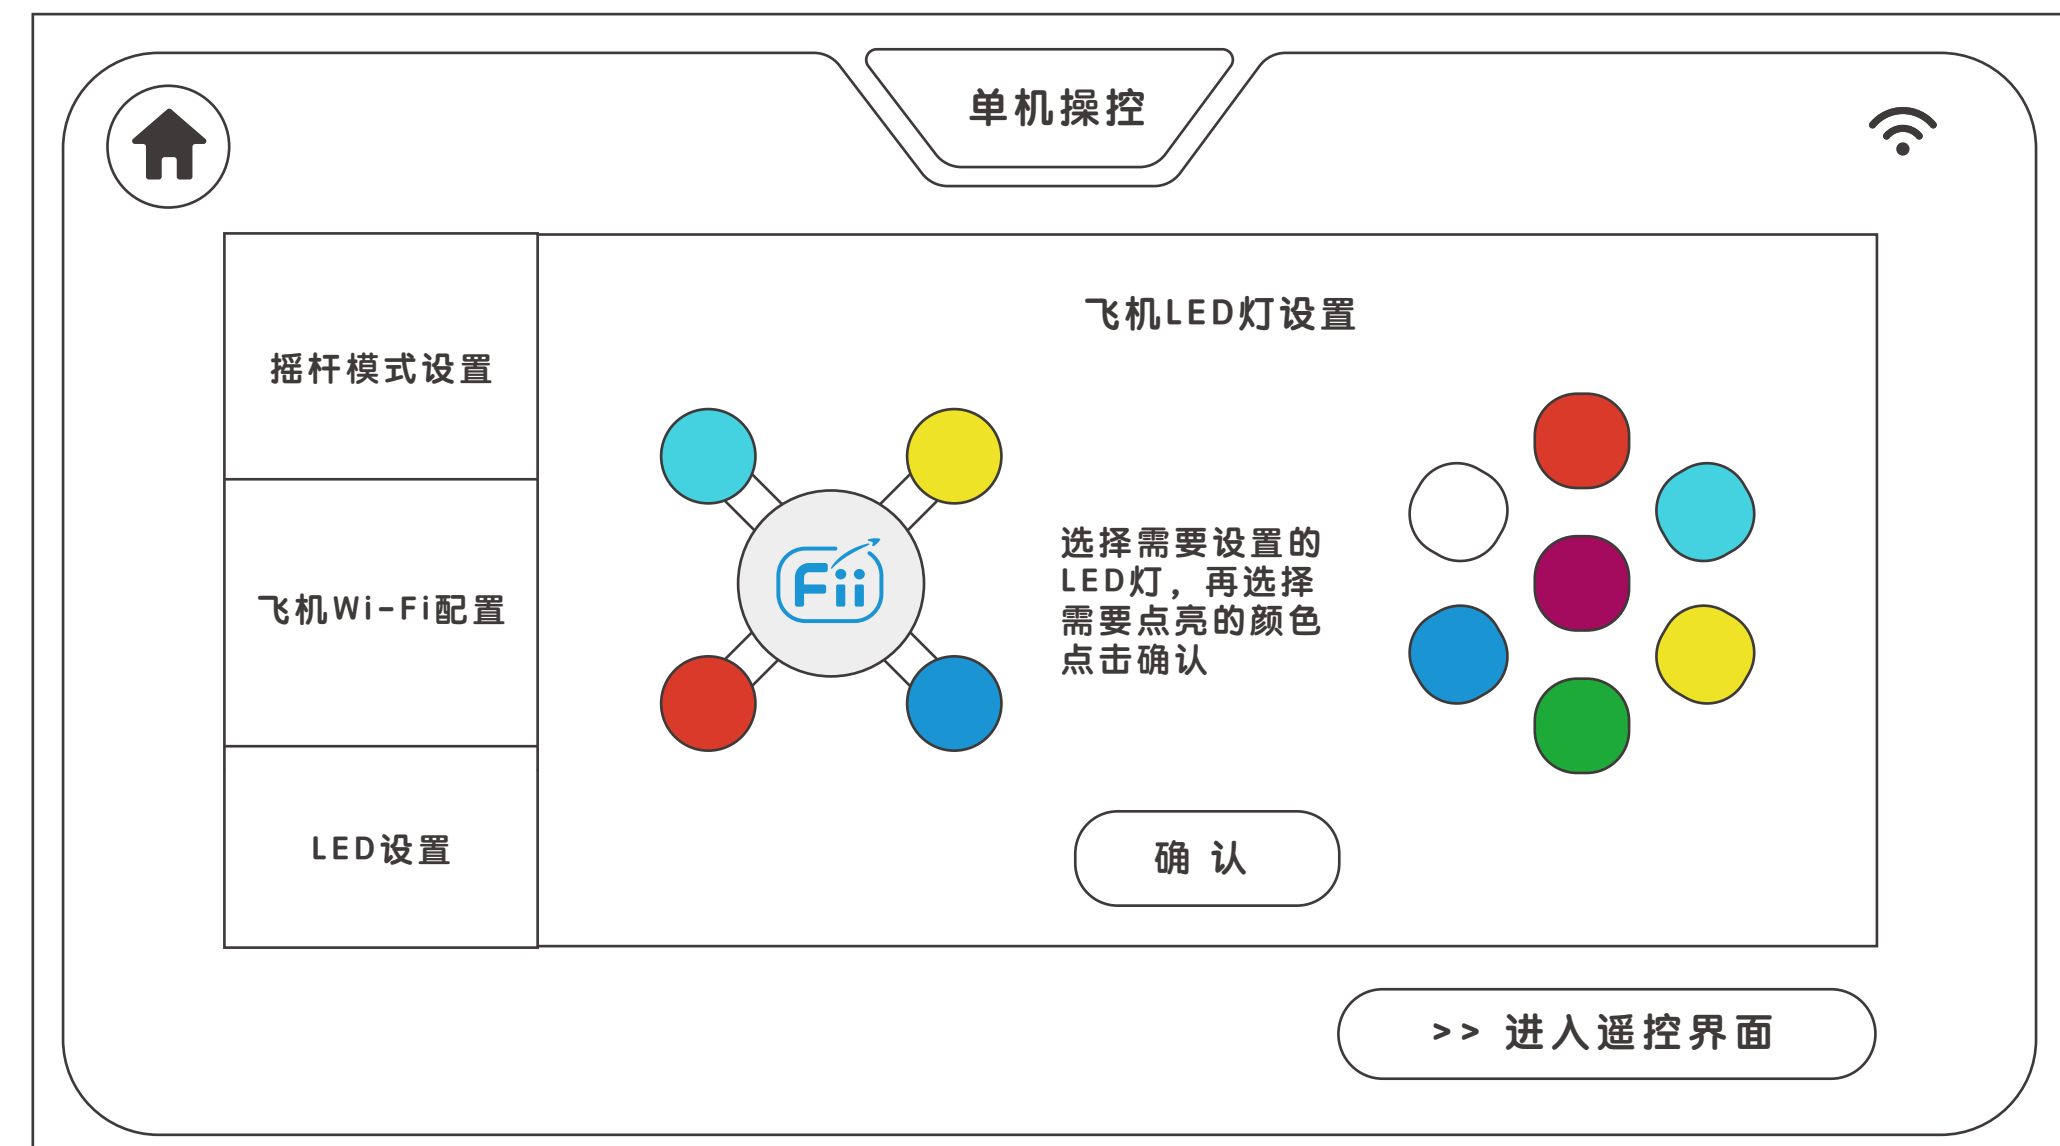 单机操控
摇杆模式设置
飞机Wi-Fi配置
LED设置
飞机LED灯设置
Fii
选择需要设置的
LED灯，再选择
需要点亮的颜色
点击确认
确 认
>> 进入遥控界面